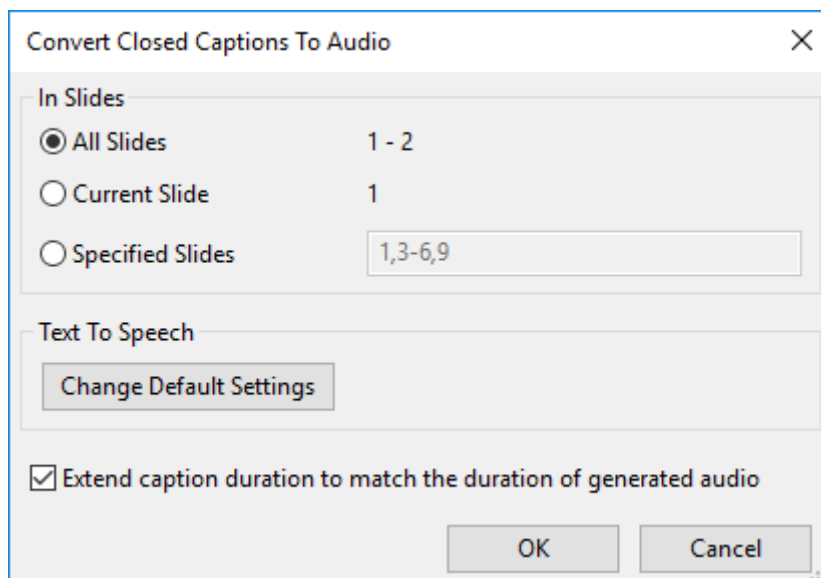 Convert Closed Captions To Audio
In Slides
All Slides 1 - 2
Current Slide 1
Specified Slides 1,3-6,9
Text To Speech
Change Default Settings
Extend caption duration to match the duration of generated audio
OK Cancel